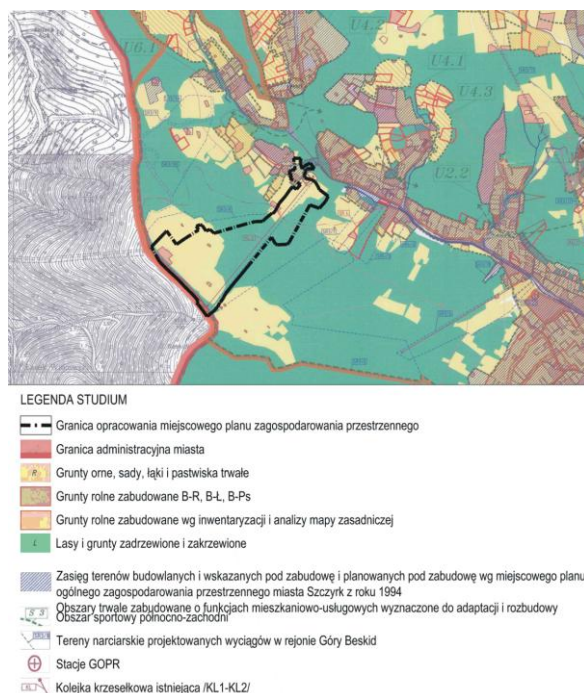 U6.1
U4.2
U4.1
U4.3
U2.2
LEGENDA STUDIUM
Granica opracowania miejscowego planu zagospodarowania przestrzennego
Granica administracyjna miasta
R Grunty orne, sady, łąki i pastwiska trwałe
Grunty rolne zabudowane B-R, B-Ł, B-Ps
Grunty rolne zabudowane wg inwentaryzacji i analizy mapy zasadniczej
L Lasy i grunty zadrzewione i zakrzewione
Zasięg terenów budowlanych i wskazanych pod zabudowę i planowanych pod zabudowę wg miejscowego planu
ogólnego zagospodarowania przestrzennego miasta Szczyrk z roku 1994
Obszary trwale zabudowane o funkcjach mieszkaniowo-usługowych wyznaczone do adaptacji i rozbudowy
Obszar sportowy północno-zachodni
Tereny narciarskie projektowanych wyciągów w rejonie Góry Beskid
Stacje GOPR
Kolejka krzesełkowa istniejąca /KL1-KL2/